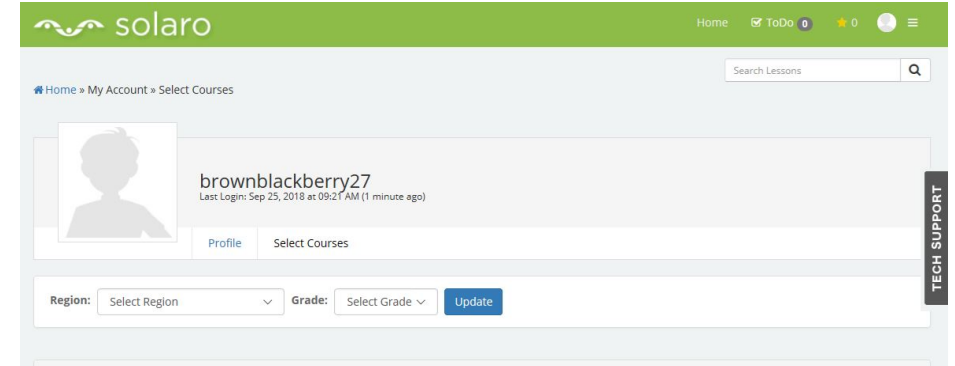 solaro
Home ToDo 0 0
Search Lessons
Home » My Account » Select Courses
brownblackberry27
Last Login: Sep 25, 2018 at 09:21 AM (1 minute ago)
TECH SUPPORT
Profile Select Courses
Region: Select Region Grade: Select Grade Update